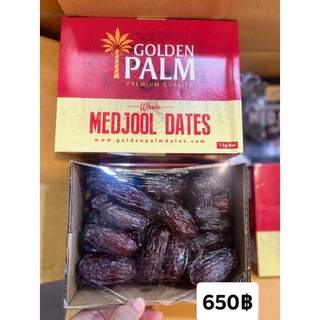 GOLDEN
PALM
PREMIUM QUALITY
Whole
MEDJOOL DATES
www.goldenpalmdates.com
1 kg Net
650฿